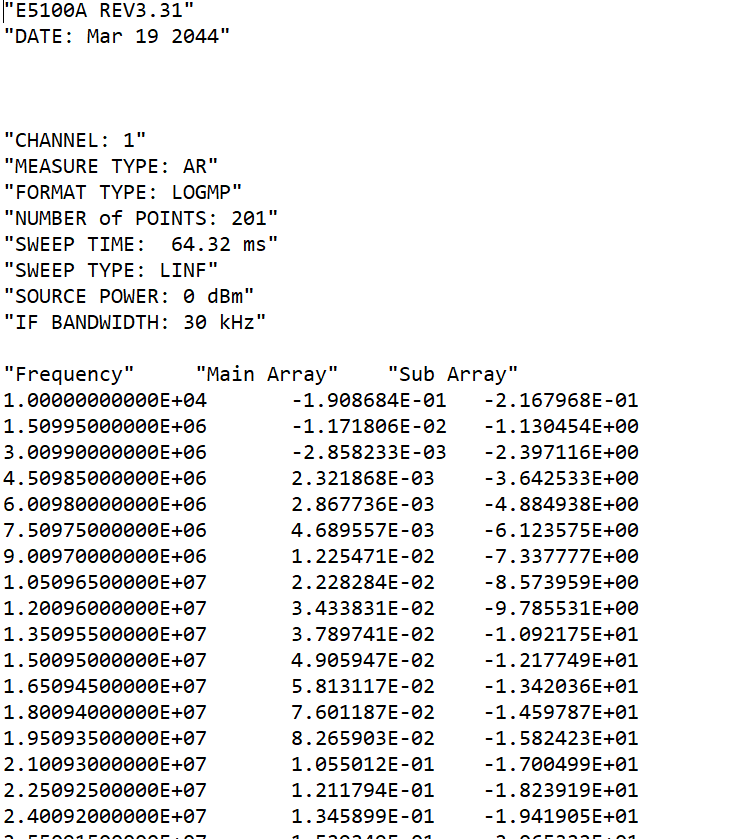 "E5100A REV3.31"
"DATE: Mar 19 2044"
"CHANNEL: 1"
"MEASURE TYPE: AR"
"FORMAT TYPE: LOGMP"
"NUMBER of POINTS: 201"
"SWEEP TIME:  64.32 ms"
"SWEEP TYPE: LINF"
"SOURCE POWER: 0 dBm"
"IF BANDWIDTH: 30 kHz"
"Frequency" "Main Array" "Sub Array"
1.00000000000E+04 -1.908684E-01 -2.167968E-01
1.50995000000E+06 -1.171806E-02 -1.130454E+00
3.00990000000E+06 -2.858233E-03 -2.397116E+00
4.50985000000E+06 2.321868E-03 -3.642533E+00
6.00980000000E+06 2.867736E-03 -4.884938E+00
7.50975000000E+06 4.689557E-03 -6.123575E+00
9.00970000000E+06 1.225471E-02 -7.337777E+00
1.05096500000E+07 2.228284E-02 -8.573959E+00
1.20096000000E+07 3.433831E-02 -9.785531E+00
1.35095500000E+07 3.789741E-02 -1.092175E+01
1.50095000000E+07 4.905947E-02 -1.217749E+01
1.65094500000E+07 5.813117E-02 -1.342036E+01
1.80094000000E+07 7.601187E-02 -1.459787E+01
1.95093500000E+07 8.265903E-02 -1.582423E+01
2.10093000000E+07 1.055012E-01 -1.700499E+01
2.25092500000E+07 1.211794E-01 -1.823919E+01
2.40092000000E+07 1.345899E-01 -1.941905E+01